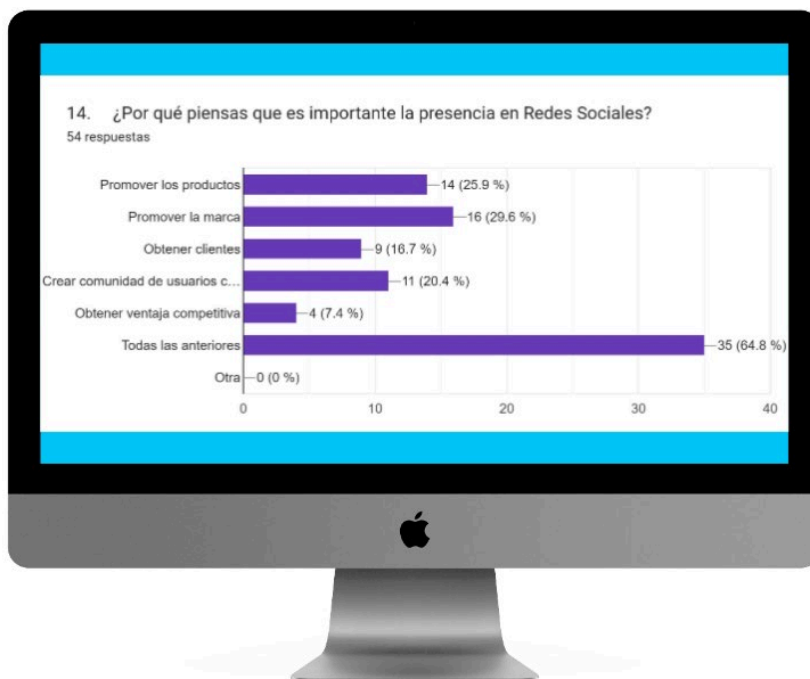 14. ¿Por qué piensas que es importante la presencia en Redes Sociales?
54 respuestas
Promover los productos 14 (25.9 %)
Promover la marca 16 (29.6 %)
Obtener clientes 9 (16.7 %)
Crear comunidad de usuarios c... 11 (20.4 %)
Obtener ventaja competitiva 4 (7.4 %)
Todas las anteriores 35 (64.8 %)
Otra 0 (0 %)
0 10 20 30 40